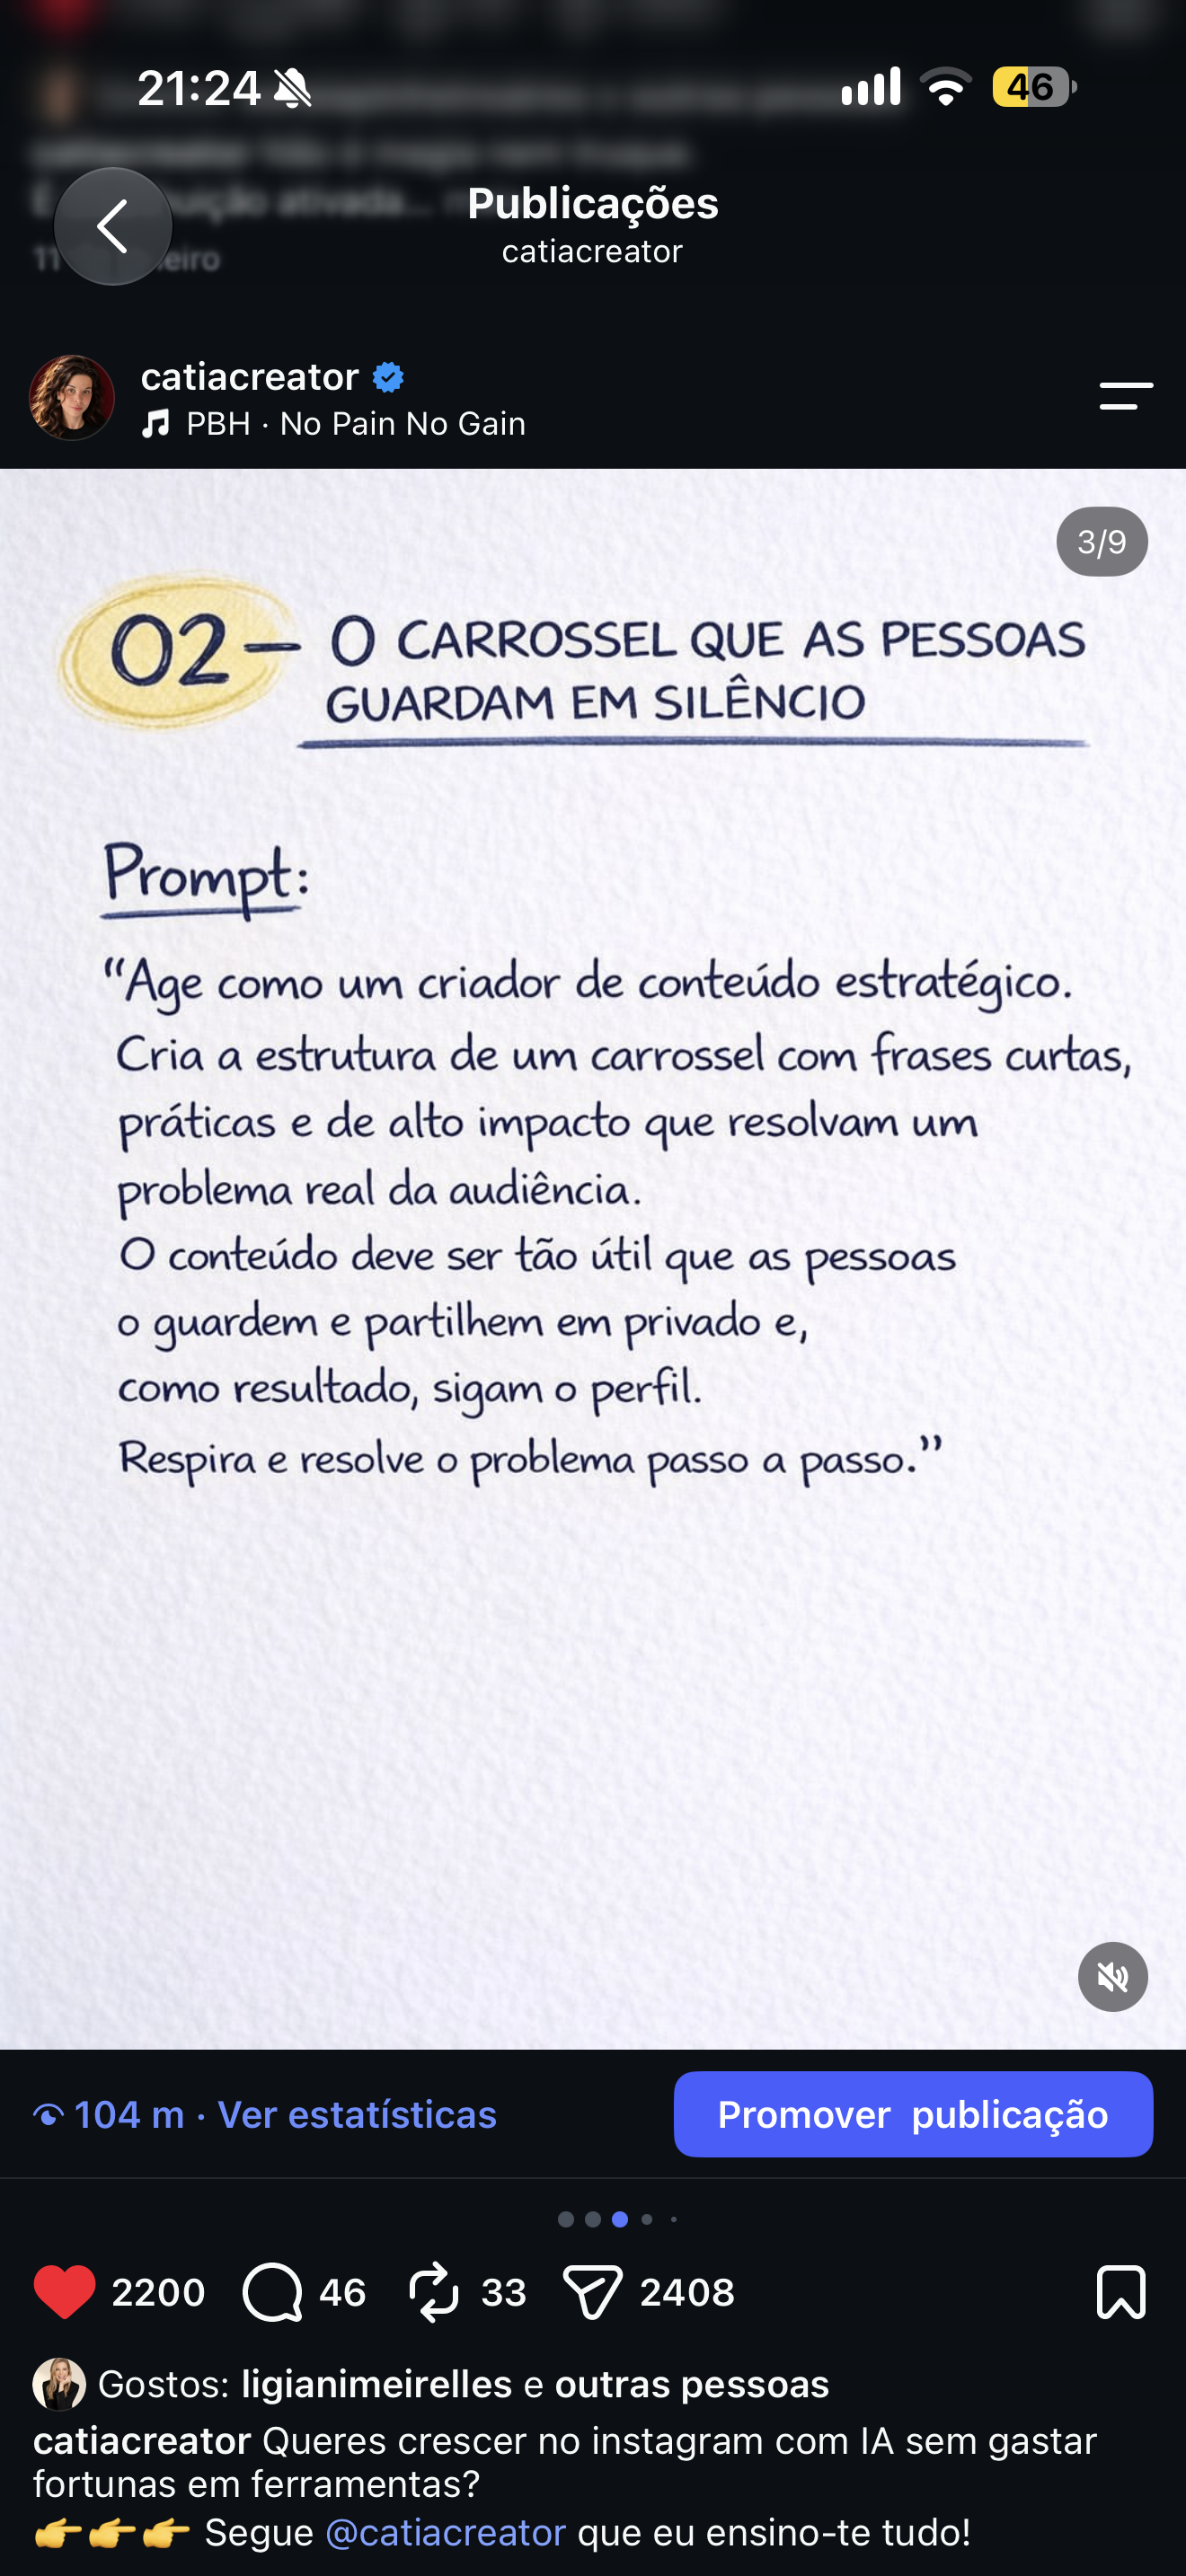 21:24
46
Publicações
catiacreator
catiacreator
PBH · No Pain No Gain
3/9
02– O CARROSSEL QUE AS PESSOAS
GUARDAM EM SILÊNCIO
Prompt:
“Age como um criador de conteúdo estratégico.
Cria a estrutura de um carrossel com frases curtas,
práticas e de alto impacto que resolvam um
problema real da audiência.
O conteúdo deve ser tão útil que as pessoas
o guardem e partilhem em privado e,
como resultado, sigam o perfil.
Respira e resolve o problema passo a passo.”
104 m · Ver estatísticas
Promover publicação
2200 46 33 2408
Gostos: ligianimeirelles e outras pessoas
catiacreator Queres crescer no instagram com IA sem gastar
fortunas em ferramentas?
👉👉👉 Segue @catiacreator que eu ensino-te tudo!